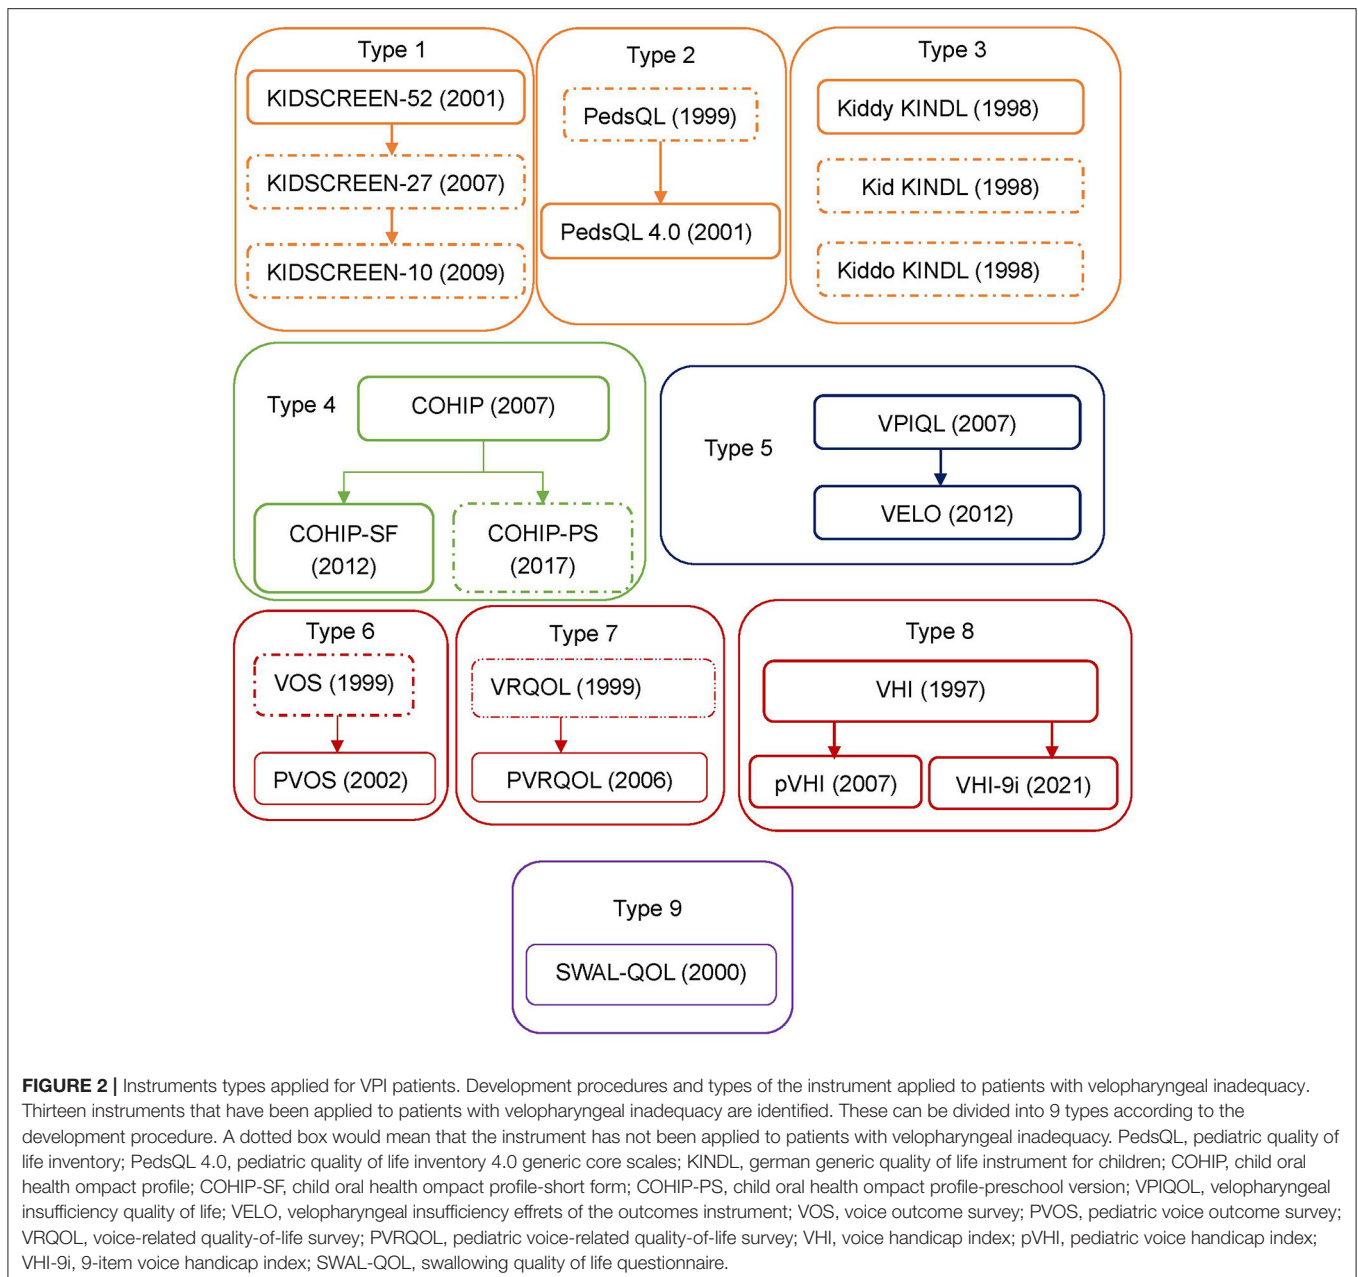 Type 1
KIDSCREEN-52 (2001)
KIDSCREEN-27 (2007)
KIDSCREEN-10 (2009)
Type 2
PedsQL (1999)
PedsQL 4.0 (2001)
Type 3
Kiddy KINDL (1998)
Kid KINDL (1998)
Kiddo KINDL (1998)
Type 4
COHIP (2007)
COHIP-SF
(2012)
COHIP-PS
(2017)
Type 5
VPIQL (2007)
VELO (2012)
Type 6
VOS (1999)
PVOS (2002)
Type 7
VRQOL (1999)
PVRQOL (2006)
Type 8
VHI (1997)
pVHI (2007)
VHI-9i (2021)
Type 9
SWAL-QOL (2000)
FIGURE 2 | Instruments types applied for VPI patients. Development procedures and types of the instrument applied to patients with velopharyngeal inadequacy.
Thirteen instruments that have been applied to patients with velopharyngeal inadequacy are identified. These can be divided into 9 types according to the
development procedure. A dotted box would mean that the instrument has not been applied to patients with velopharyngeal inadequacy. PedsQL, pediatric quality of
life inventory; PedsQL 4.0, pediatric quality of life inventory 4.0 generic core scales; KINDL, german generic quality of life instrument for children; COHIP, child oral
health ompact profile; COHIP-SF, child oral health ompact profile-short form; COHIP-PS, child oral health ompact profile-preschool version; VPIQOL, velopharyngeal
insufficiency quality of life; VELO, velopharyngeal insufficiency effrets of the outcomes instrument; VOS, voice outcome survey; PVOS, pediatric voice outcome survey;
VRQOL, voice-related quality-of-life survey; PVRQOL, pediatric voice-related quality-of-life survey; VHI, voice handicap index; pVHI, pediatric voice handicap index;
VHI-9i, 9-item voice handicap index; SWAL-QOL, swallowing quality of life questionnaire.